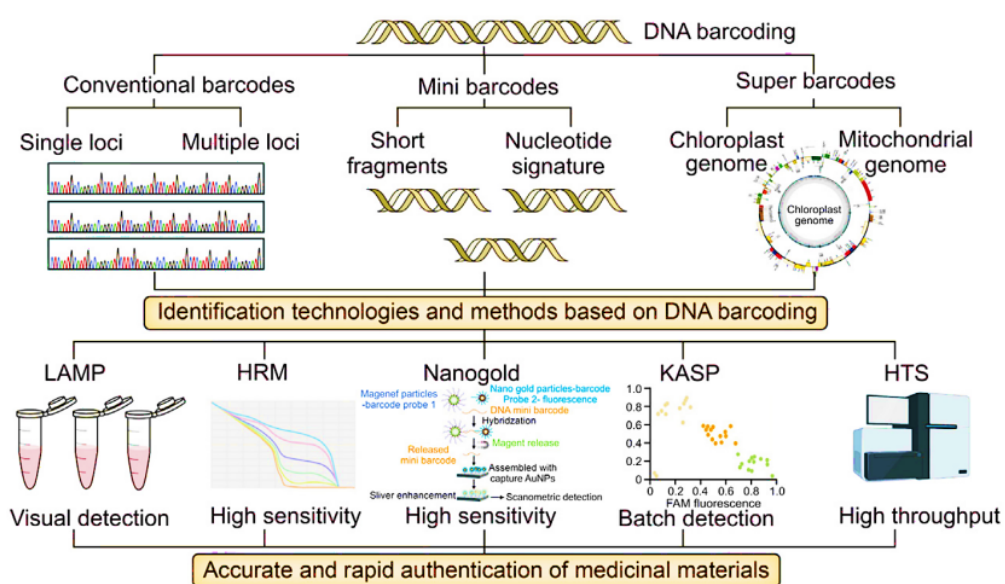 DNA barcoding
Conventional barcodes
Mini barcodes
Super barcodes
Single loci
Multiple loci
Short
fragments
Nucleotide
signature
Chloroplast
genome
Mitochondrial
genome
Chloroplast
genome
Identification technologies and methods based on DNA barcoding
LAMP
HRM
Nanogold
KASP
HTS
Magenef particles
-barcode probe 1
Nano gold particles-barcode
Probe 2- fluorescence
DNA mini barcode
Hybridzation
Magent release
Released
mini barcode
Assembled with
capture AuNPs
Sliver enhancement
Scanometric detection
1.0
0.8
0.6
0.4
0.2
0
0
0.2
0.4
0.6
0.8
1.0
FAM fluorescence
Visual detection
High sensitivity
High sensitivity
Batch detection
High throughput
Accurate and rapid authentication of medicinal materials